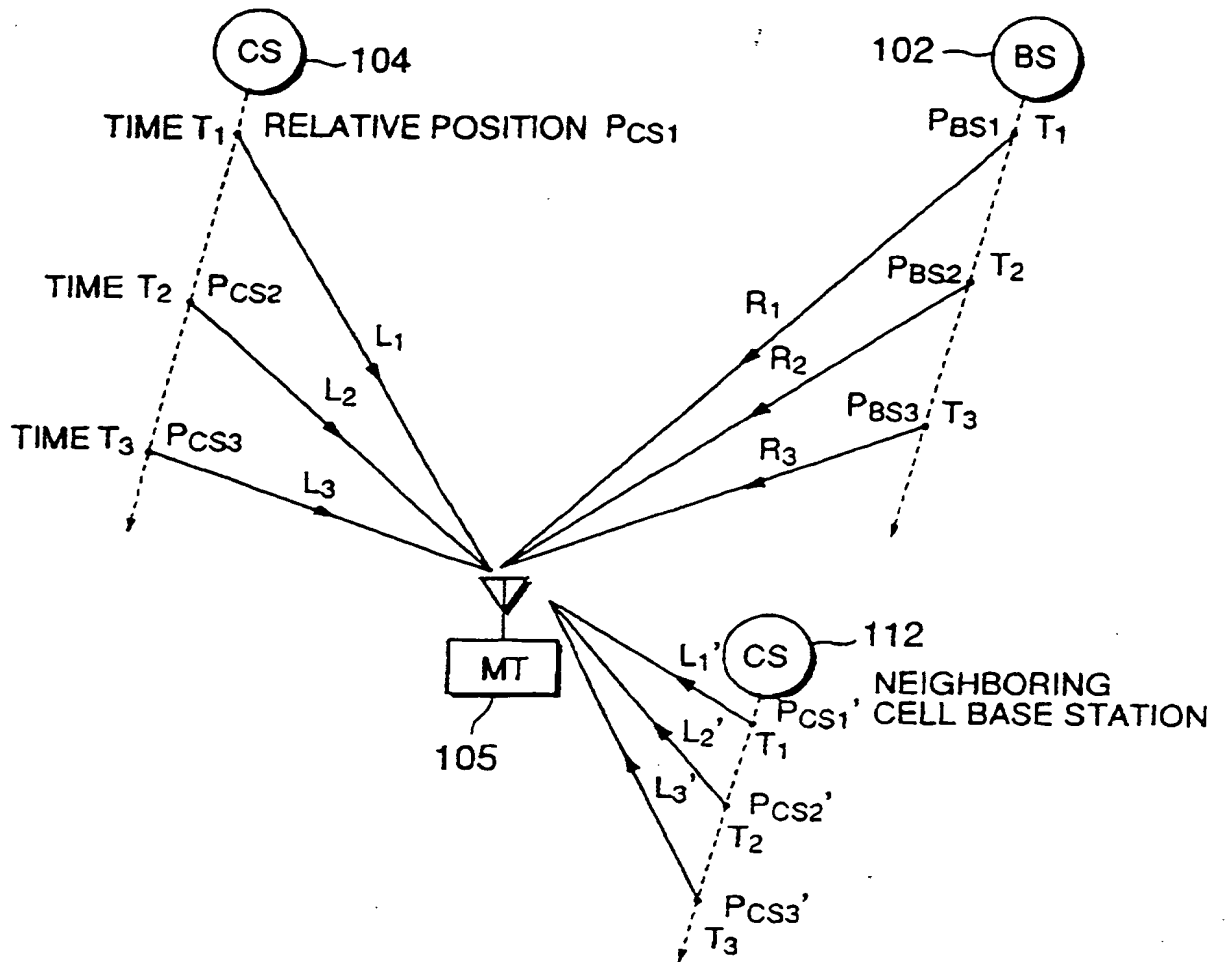 CS 104
102 BS
TIME T1 RELATIVE POSITION PCS1
PBS1 T1
TIME T2 PCS2
PBS2 T2
L1
R1
L2
R2
TIME T3 PCS3
PBS3 T3
L3
R3
MT
105
CS 112
NEIGHBORING
CELL BASE STATION
L1'
PCS1'
T1
L2'
PCS2'
T2
L3'
PCS3'
T3